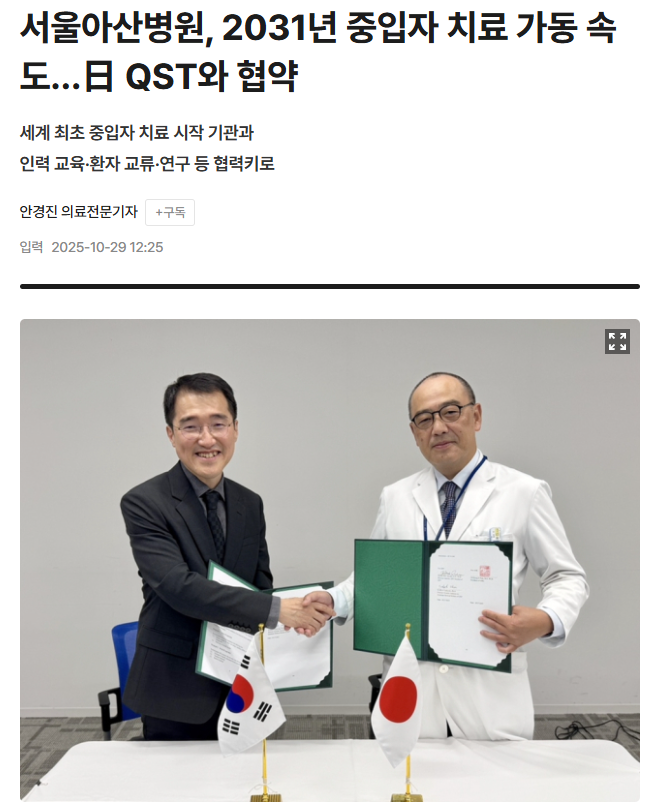 서울아산병원, 2031년 중입자 치료 가동 속
도…日 QST와 협약
세계 최초 중입자 치료 시작 기관과
인력 교육·환자 교류·연구 등 협력키로
안경진 의료전문기자 +구독
입력 2025-10-29 12:25